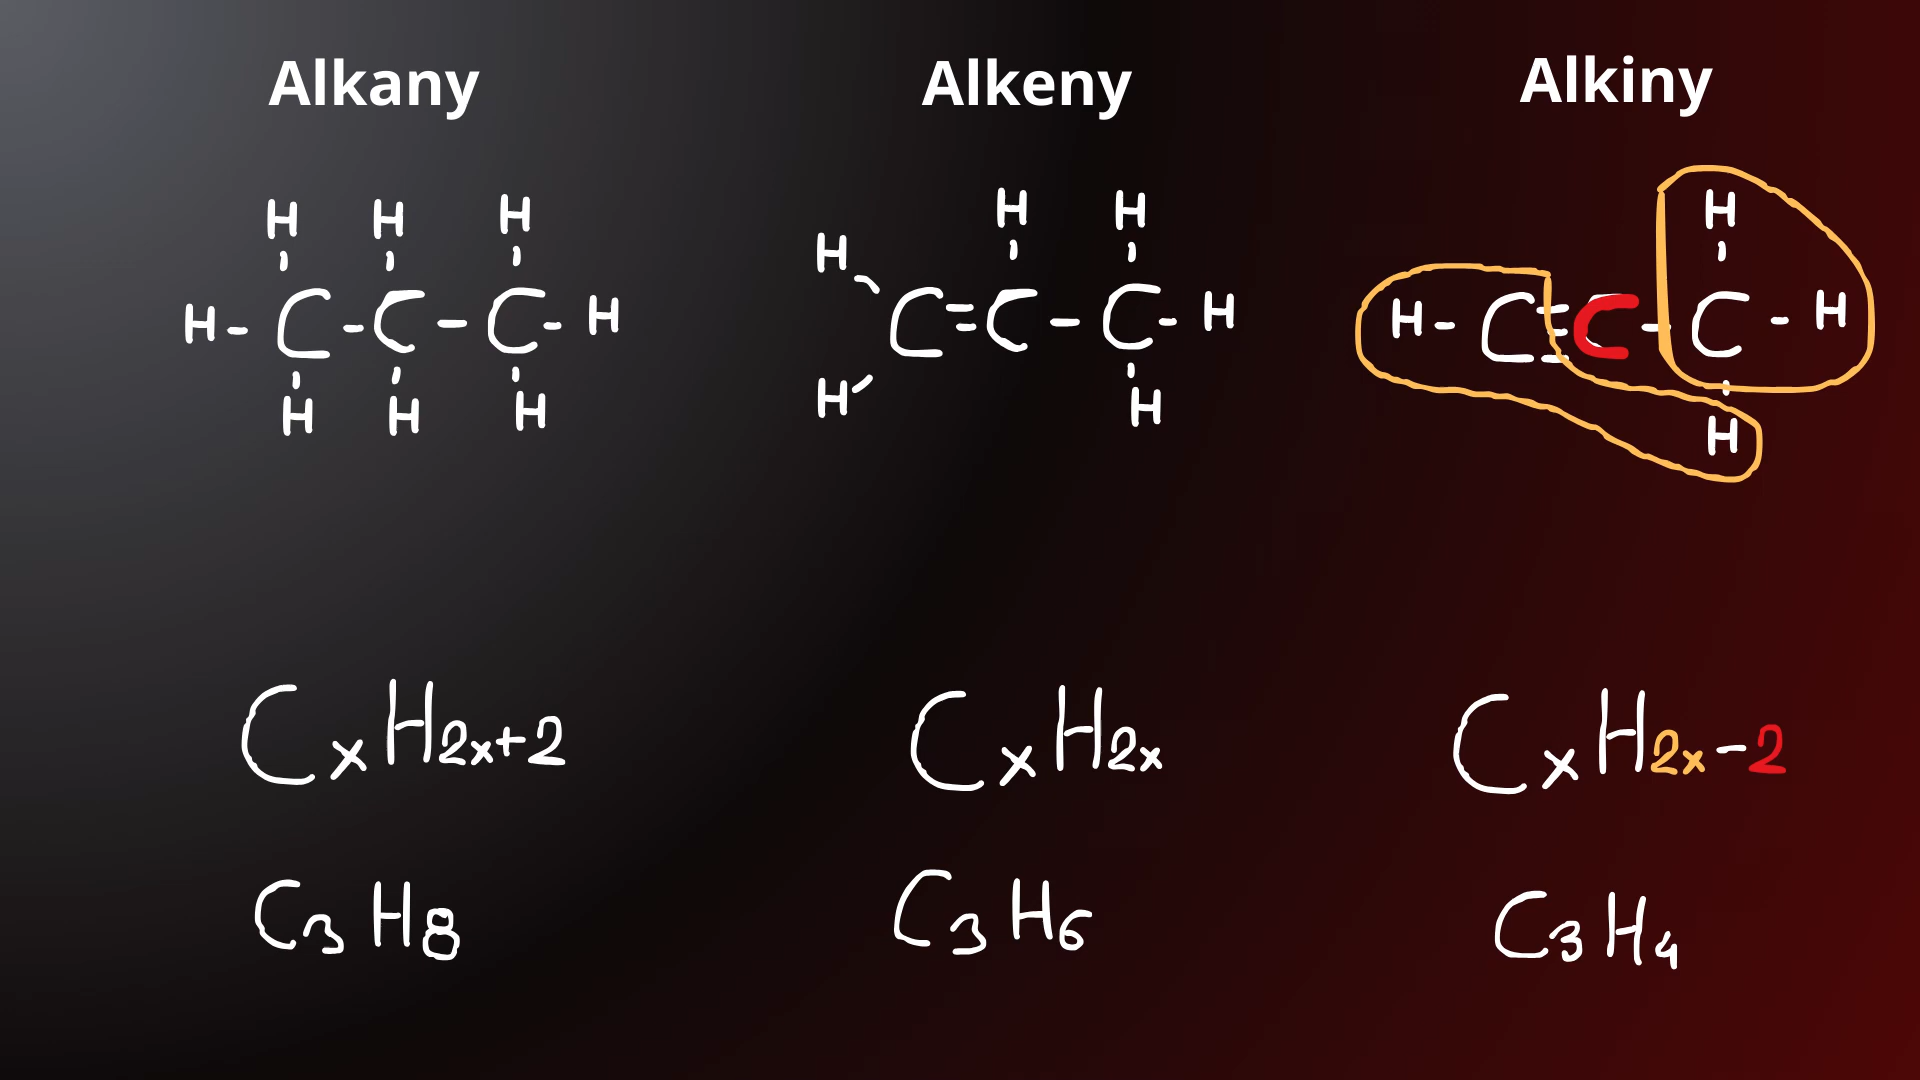 Alkany Alkeny Alkiny
H H H H H H
H H
H - C - C - C - H C = C - C - H H - C ≡ C - C - H
H H H H H H
CxH2x+2 CxH2x CxH2x-2
C3H8 C3H6 C3H4